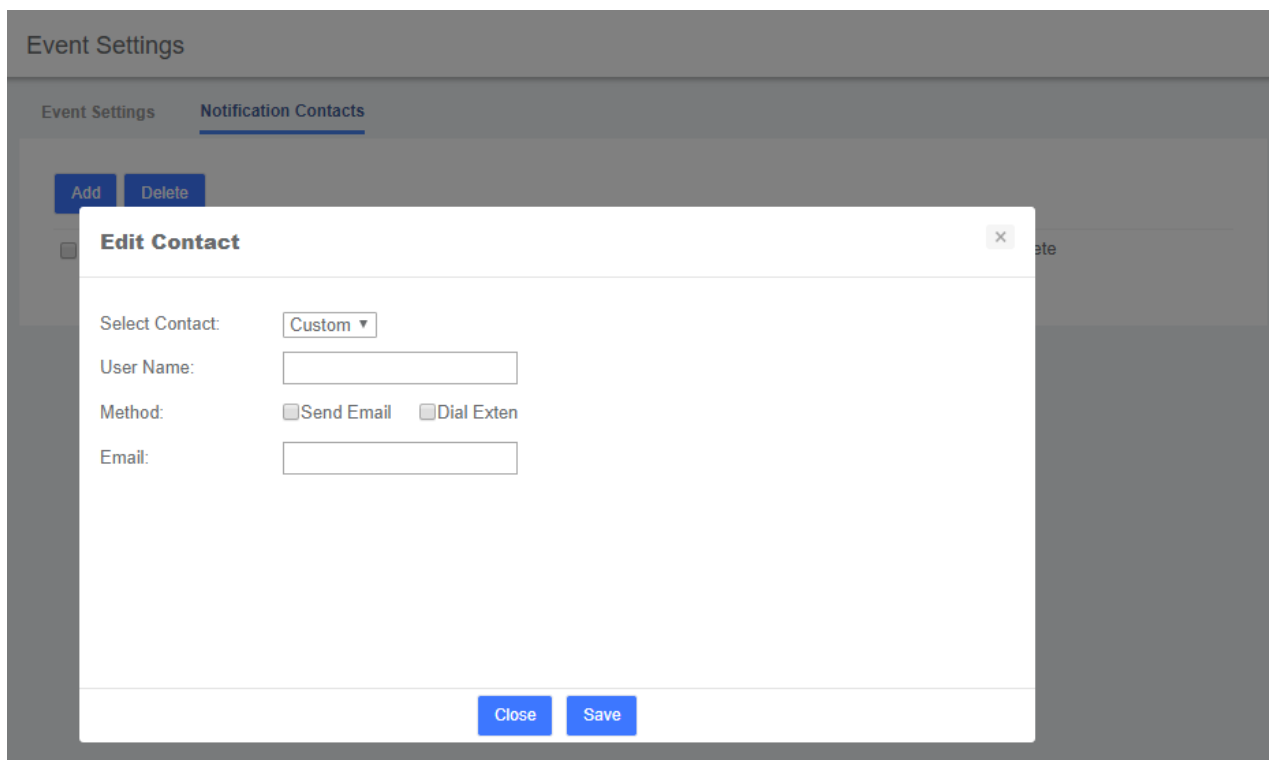 Event Settings
Event Settings Notification Contacts
Add Delete
Edit Contact ×
ete
Select Contact: Custom ▼
User Name:
Method: Send Email Dial Exten
Email:
Close Save